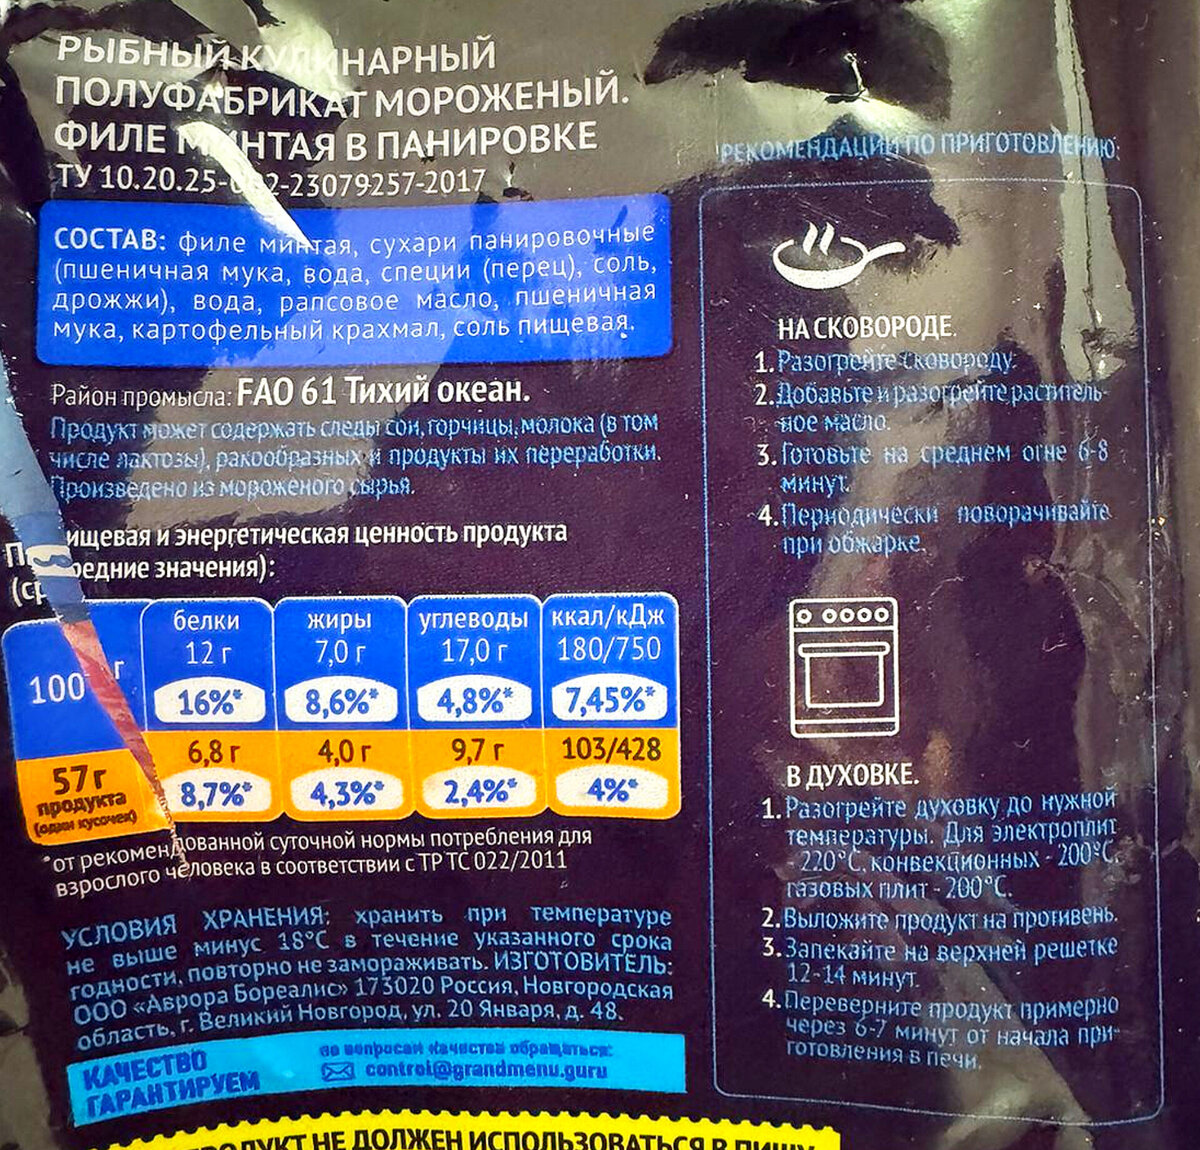 РЫБНЫЙ КУЛИНАРНЫЙ
ПОЛУФАБРИКАТ МОРОЖЕНЫЙ.
ФИЛЕ МИНТАЯ В ПАНИРОВКЕ
ТУ 10.20.25- 2-23079257-2017
СОСТАВ: филе минтая, сухари панировочные
(пшеничная мука, вода, специи (перец), соль,
дрожжи), вода, рапсовое масло, пшеничная
мука, картофельный крахмал, соль пищевая.
Район промысла: FAO 61 Тихий океан.
Продукт может содержать следы сои, горчицы, молока (в том
числе лактозы), ракообразных и продукты их переработки.
Произведено из мороженого сырья.
Пищевая и энергетическая ценность продукта
(средние значения):
белки жиры углеводы ккал/кДж
100 г 12 г 7,0 г 17,0 г 180/750
16%* 8,6%* 4,8%* 7,45%*
57 г 6,8 г 4,0 г 9,7 г 103/428
продукта
(один кусочек) 8,7%* 4,3%* 2,4%* 4%*
*от рекомендованной суточной нормы потребления для
взрослого человека в соответствии с ТР ТС 022/2011
УСЛОВИЯ ХРАНЕНИЯ: хранить при температуре
не выше минус 18°C в течение указанного срока
годности, повторно не замораживать. ИЗГОТОВИТЕЛЬ:
ООО «Аврора Бореалис» 173020 Россия, Новгородская
область, г. Великий Новгород, ул. 20 Января, д. 48.
КАЧЕСТВО
ГАРАНТИРУЕМ
по вопросам качества обращаться:
control@grandmenu.guru
ПРОДУКТ НЕ ДОЛЖЕН ИСПОЛЬЗОВАТЬСЯ В ПИЩУ
РЕКОМЕНДАЦИИ ПО ПРИГОТОВЛЕНИЮ:
НА СКОВОРОДЕ.
1. Разогрейте сковороду.
2. Добавьте и разогрейте раститель-
ное масло.
3. Готовьте на среднем огне 6-8
минут.
4. Периодически поворачивайте
при обжарке.
В ДУХОВКЕ.
1. Разогрейте духовку до нужной
температуры. Для электроплит
- 220°C, конвекционных - 200°C,
газовых плит - 200°C.
2. Выложите продукт на противень.
3. Запекайте на верхней решетке
12-14 минут.
4. Переверните продукт примерно
через 6-7 минут от начала при-
готовления в печи.